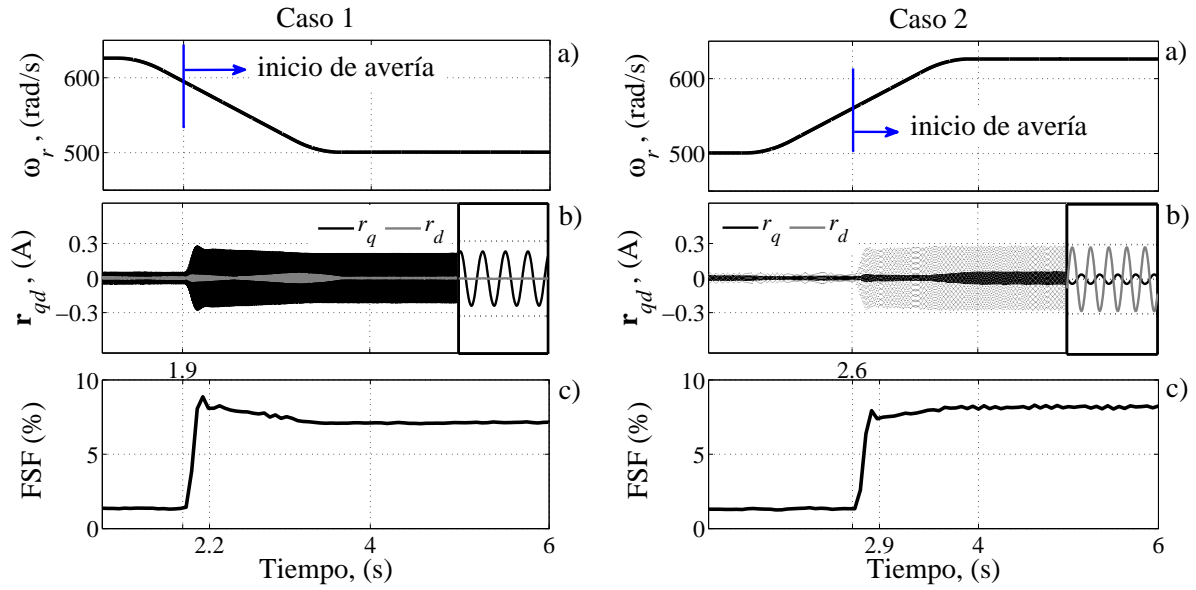 Caso 1
a)
inicio de avería
600
500
ω_r , (rad/s)
b)
r_q r_d
0.3
0
−0.3
r_qd , (A)
1.9
c)
10
5
0
FSF (%)
2.2
4
6
Tiempo, (s)
Caso 2
a)
inicio de avería
600
500
ω_r , (rad/s)
b)
r_q r_d
0.3
0
−0.3
r_qd , (A)
2.6
c)
10
5
0
FSF (%)
2.9
4
6
Tiempo, (s)